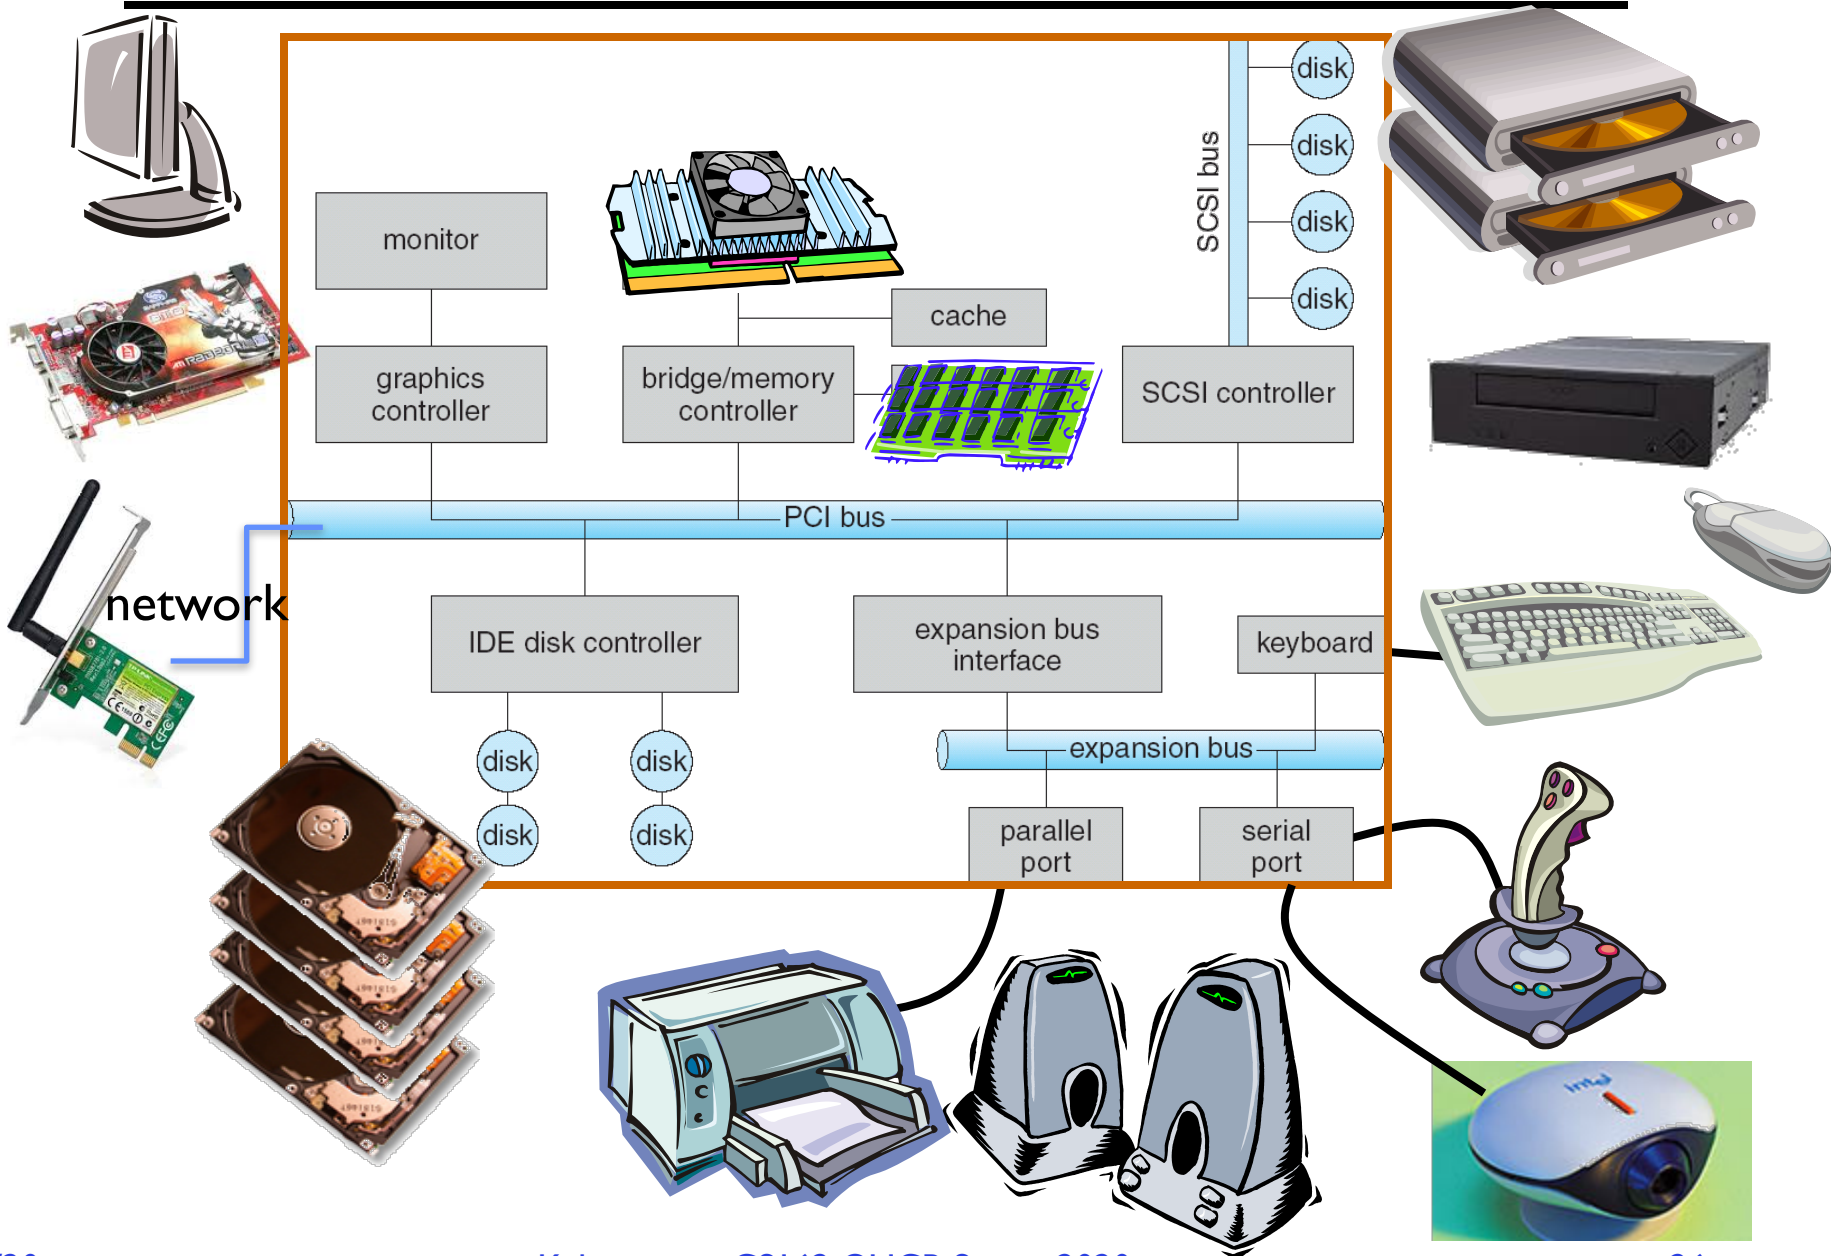 disk
disk
disk
disk
SCSI bus
monitor
cache
graphics
controller
bridge/memory
controller
SCSI controller
PCI bus
network
IDE disk controller
expansion bus
interface
keyboard
disk
disk
expansion bus
disk
disk
parallel
port
serial
port
intel